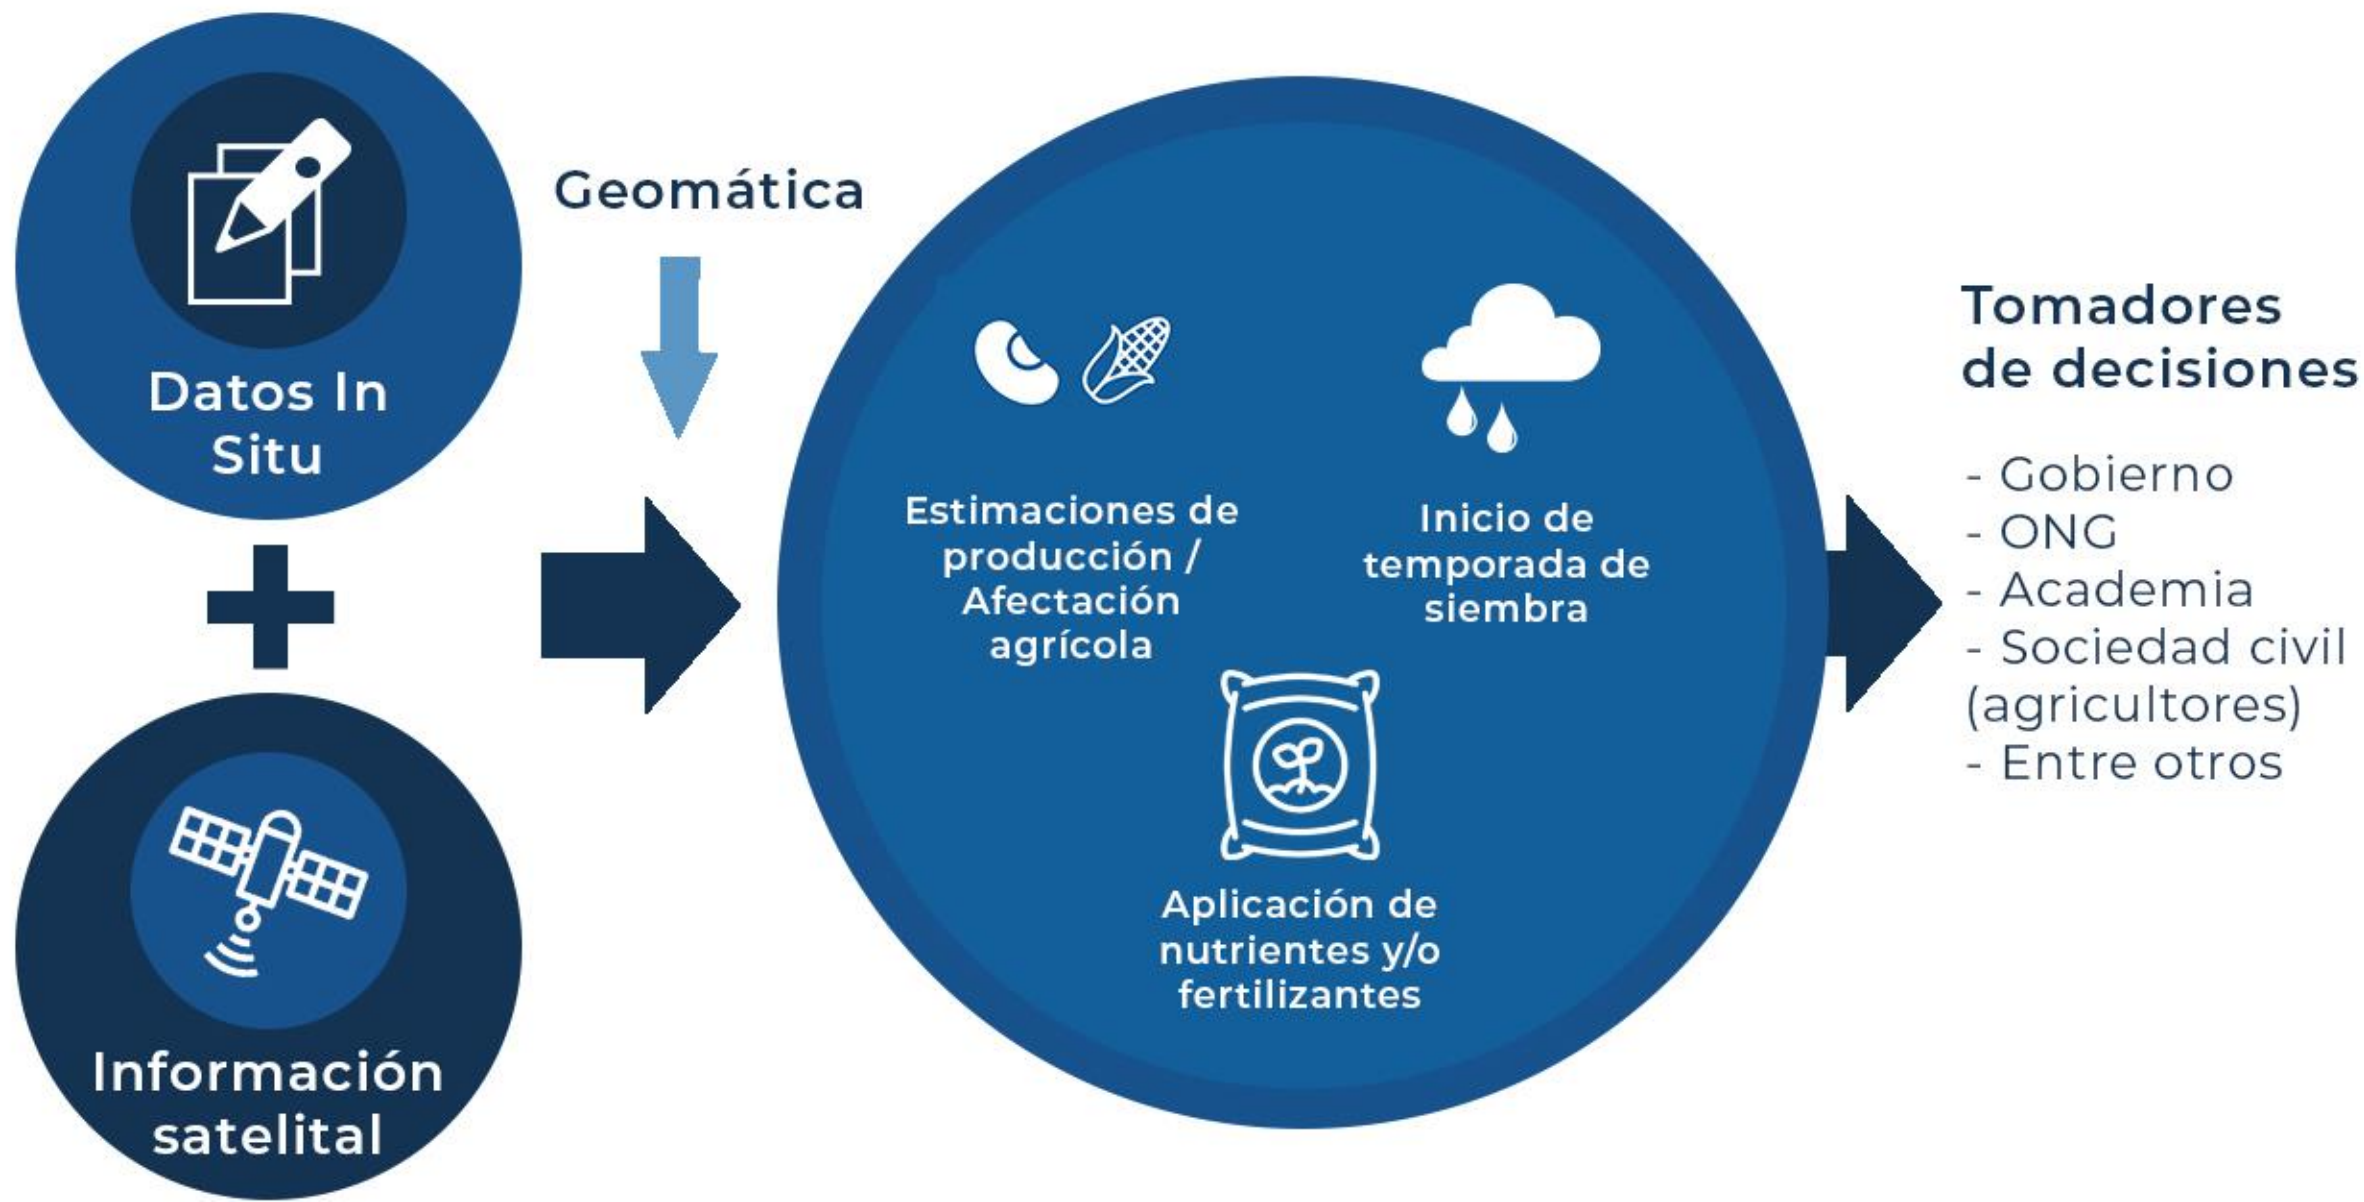 Datos In
Situ
Información
satelital
Geomática
Estimaciones de
producción /
Afectación
agrícola
Inicio de
temporada de
siembra
Aplicación de
nutrientes y/o
fertilizantes
Tomadores
de decisiones
- Gobierno
- ONG
- Academia
- Sociedad civil
(agricultores)
- Entre otros